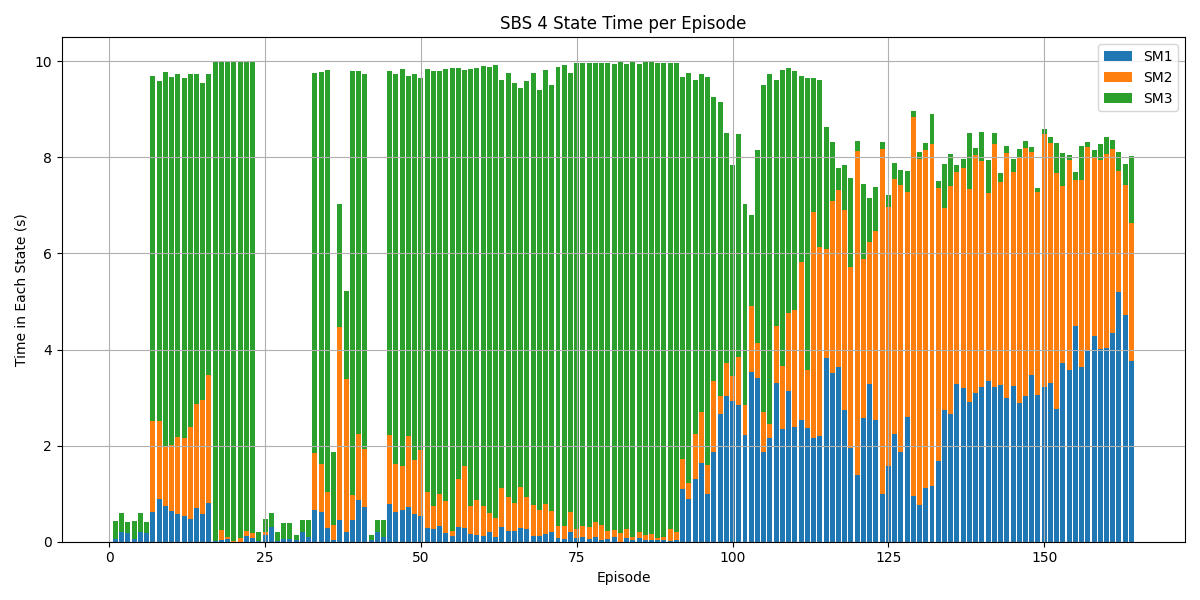 SBS 4 State Time per Episode
SM1
SM2
SM3
Time in Each State (s)
10
8
6
4
2
0
0 25 50 75 100 125 150
Episode